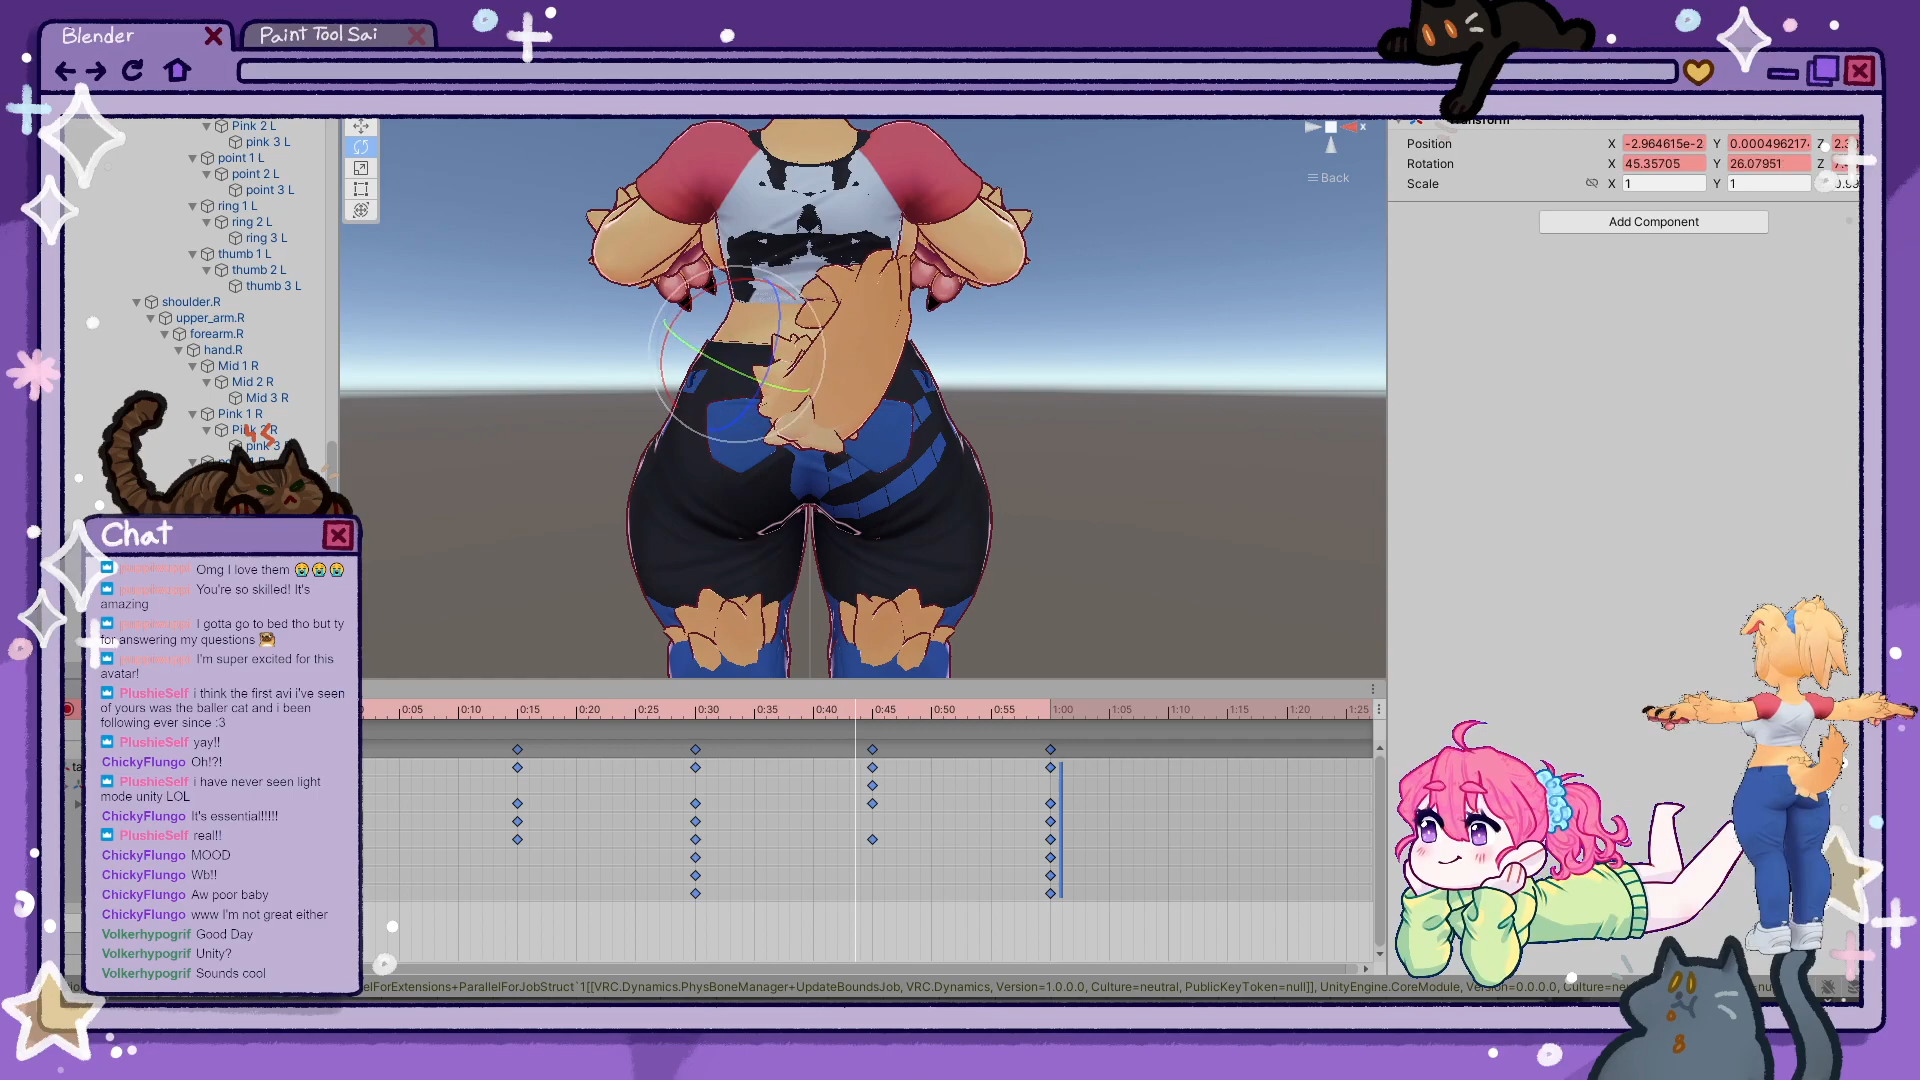 Blender
Paint Tool Sai
Pink 2 L
pink 3 L
point 1 L
point 2 L
point 3 L
ring 1 L
ring 2 L
ring 3 L
thumb 1 L
thumb 2 L
thumb 3 L
shoulder.R
upper_arm.R
forearm.R
hand.R
Mid 1 R
Mid 2 R
Mid 3 R
Pink 1 R
Pink 2 R
pink 3
45
x
Back
Transform
Position X -2.964615e-2 Y 0.000496217 Z
Rotation X 45.35705 Y 26.07951 Z
Scale X 1 Y 1
Add Component
Chat
Omg I love them 😭😭😭
You're so skilled! It's
amazing
I gotta go to bed tho but ty
for answering my questions
I'm super excited for this
avatar!
PlushieSelf i think the first avi i've seen
of yours was the baller cat and i been
following ever since :3
PlushieSelf yay!!
ChickyFlungo Oh!?!
PlushieSelf i have never seen light
mode unity LOL
ChickyFlungo It's essential!!!!!
PlushieSelf real!!
ChickyFlungo MOOD
ChickyFlungo Wb!!
ChickyFlungo Aw poor baby
ChickyFlungo www I'm not great either
Volkerhypogrif Good Day
Volkerhypogrif Unity?
Volkerhypogrif Sounds cool
0:05 0:10 0:15 0:20 0:25 0:30 0:35 0:40 0:45 0:50 0:55 1:00 1:05 1:10 1:15 1:20 1:25
elForExtensions+ParallelForJobStruct`1[[VRC.Dynamics.PhysBoneManager+UpdateBoundsJob, VRC.Dynamics, Version=1.0.0.0, Culture=neutral, PublicKeyToken=null]], UnityEngine.CoreModule, Version=0.0.0.0, Culture=